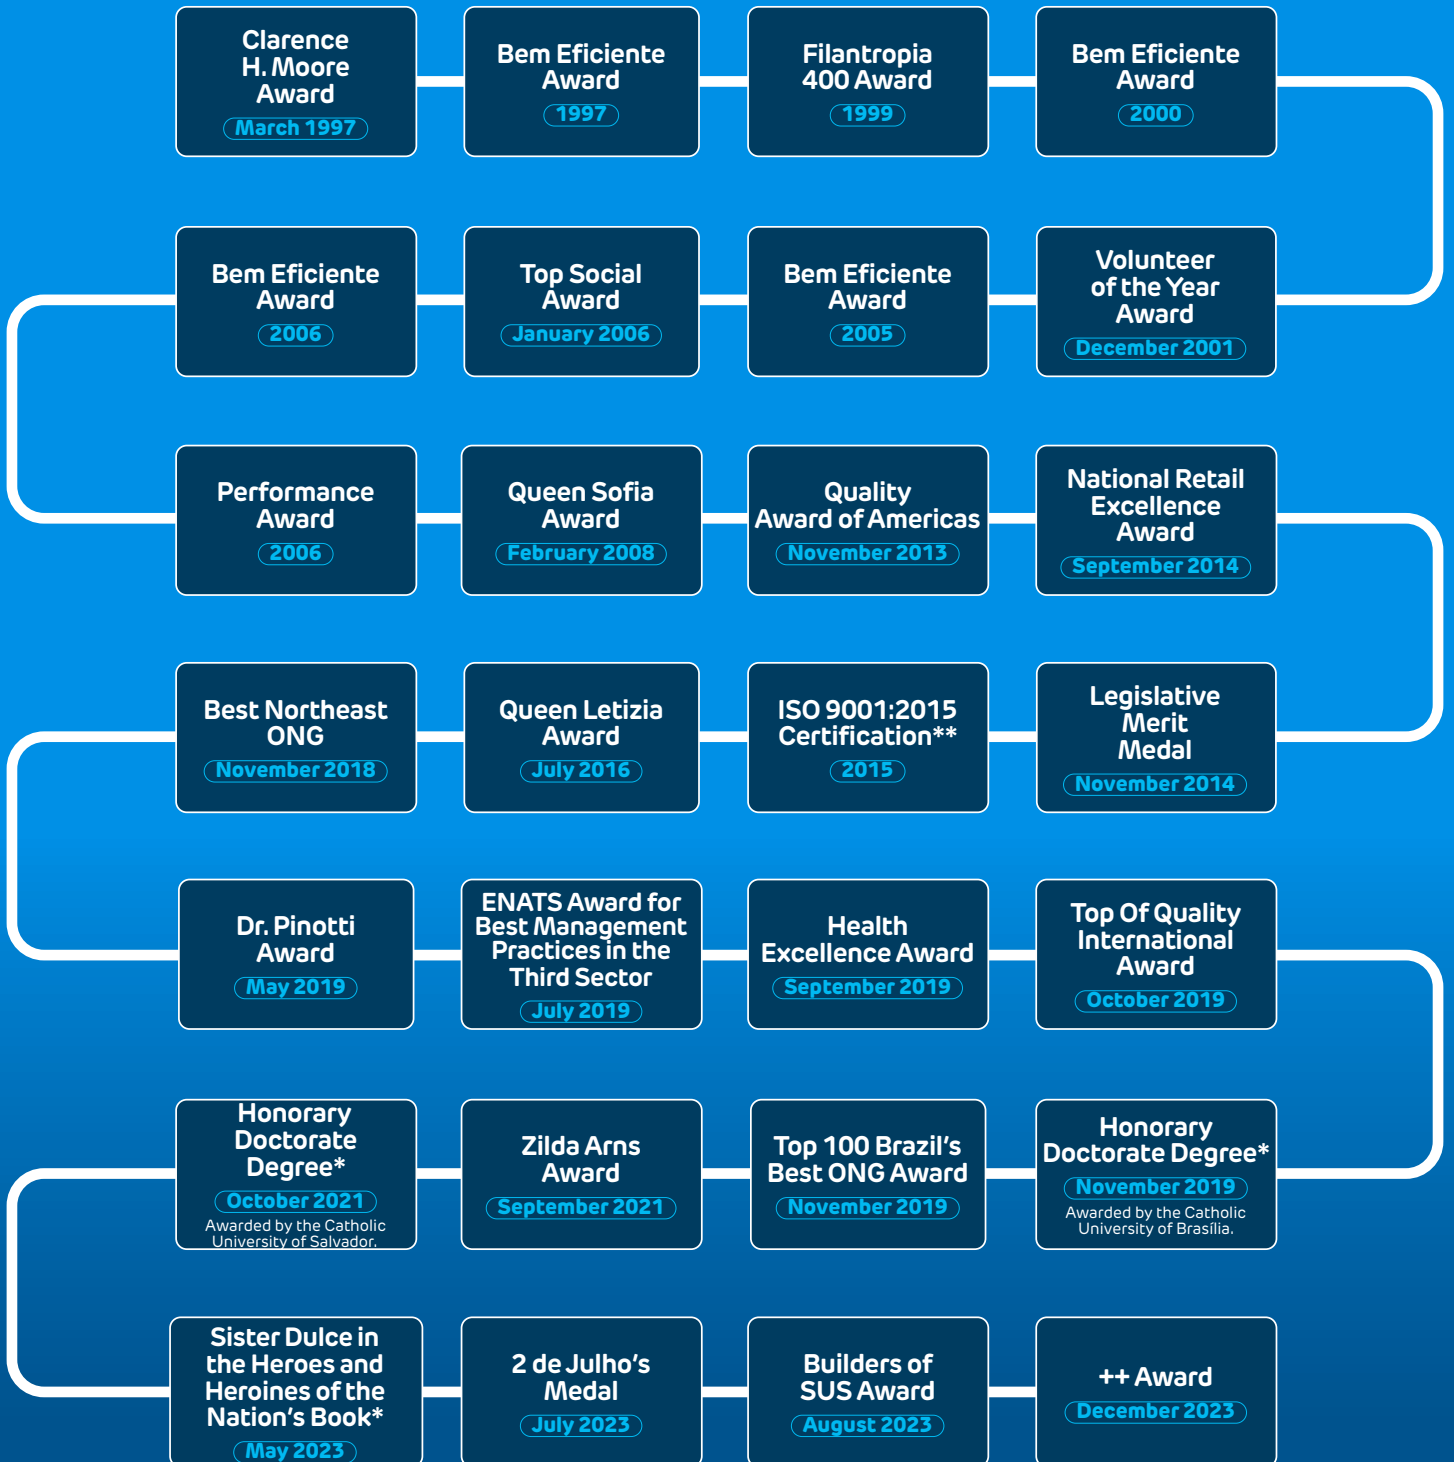 Clarence
H. Moore
Award
March 1997
Bem Eficiente
Award
1997
Filantropia
400 Award
1999
Bem Eficiente
Award
2000
Volunteer
of the Year
Award
December 2001
Bem Eficiente
Award
2005
Top Social
Award
January 2006
Bem Eficiente
Award
2006
Performance
Award
2006
Queen Sofia
Award
February 2008
Quality
Award of Americas
November 2013
National Retail
Excellence
Award
September 2014
Legislative
Merit
Medal
November 2014
ISO 9001:2015
Certification**
2015
Queen Letizia
Award
July 2016
Best Northeast
ONG
November 2018
Dr. Pinotti
Award
May 2019
ENATS Award for
Best Management
Practices in the
Third Sector
July 2019
Health
Excellence Award
September 2019
Top Of Quality
International
Award
October 2019
Honorary
Doctorate Degree*
November 2019
Awarded by the Catholic
University of Brasília.
Top 100 Brazil's
Best ONG Award
November 2019
Zilda Arns
Award
September 2021
Honorary
Doctorate
Degree*
October 2021
Awarded by the Catholic
University of Salvador.
Sister Dulce in
the Heroes and
Heroines of the
Nation's Book*
May 2023
2 de Julho's
Medal
July 2023
Builders of
SUS Award
August 2023
++ Award
December 2023